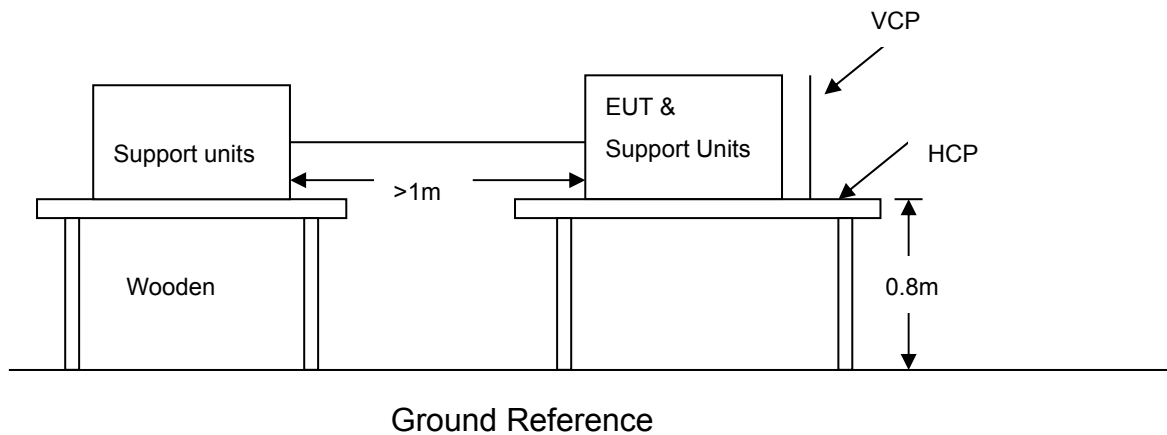 VCP
EUT &
Support Units
Support units
HCP
>1m
Wooden
0.8m
Ground Reference